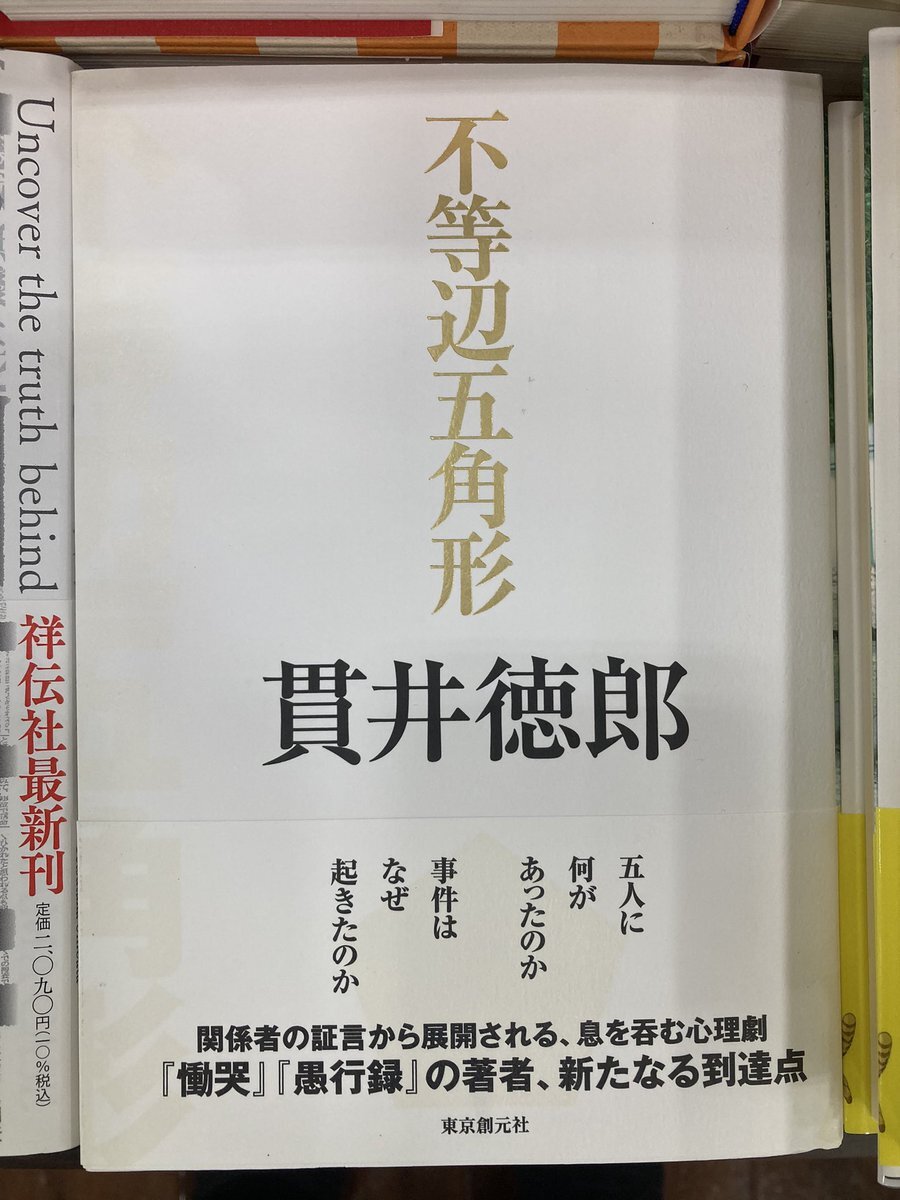 不等辺五角形
貫井徳郎
五人に
何が
あったのか
事件は
なぜ
起きたのか
関係者の証言から展開される、息を呑む心理劇
『慟哭』『愚行録』の著者、新たなる到達点
東京創元社
Uncover the truth behind
祥伝社最新刊
定価二、〇九〇円(一〇%税込)